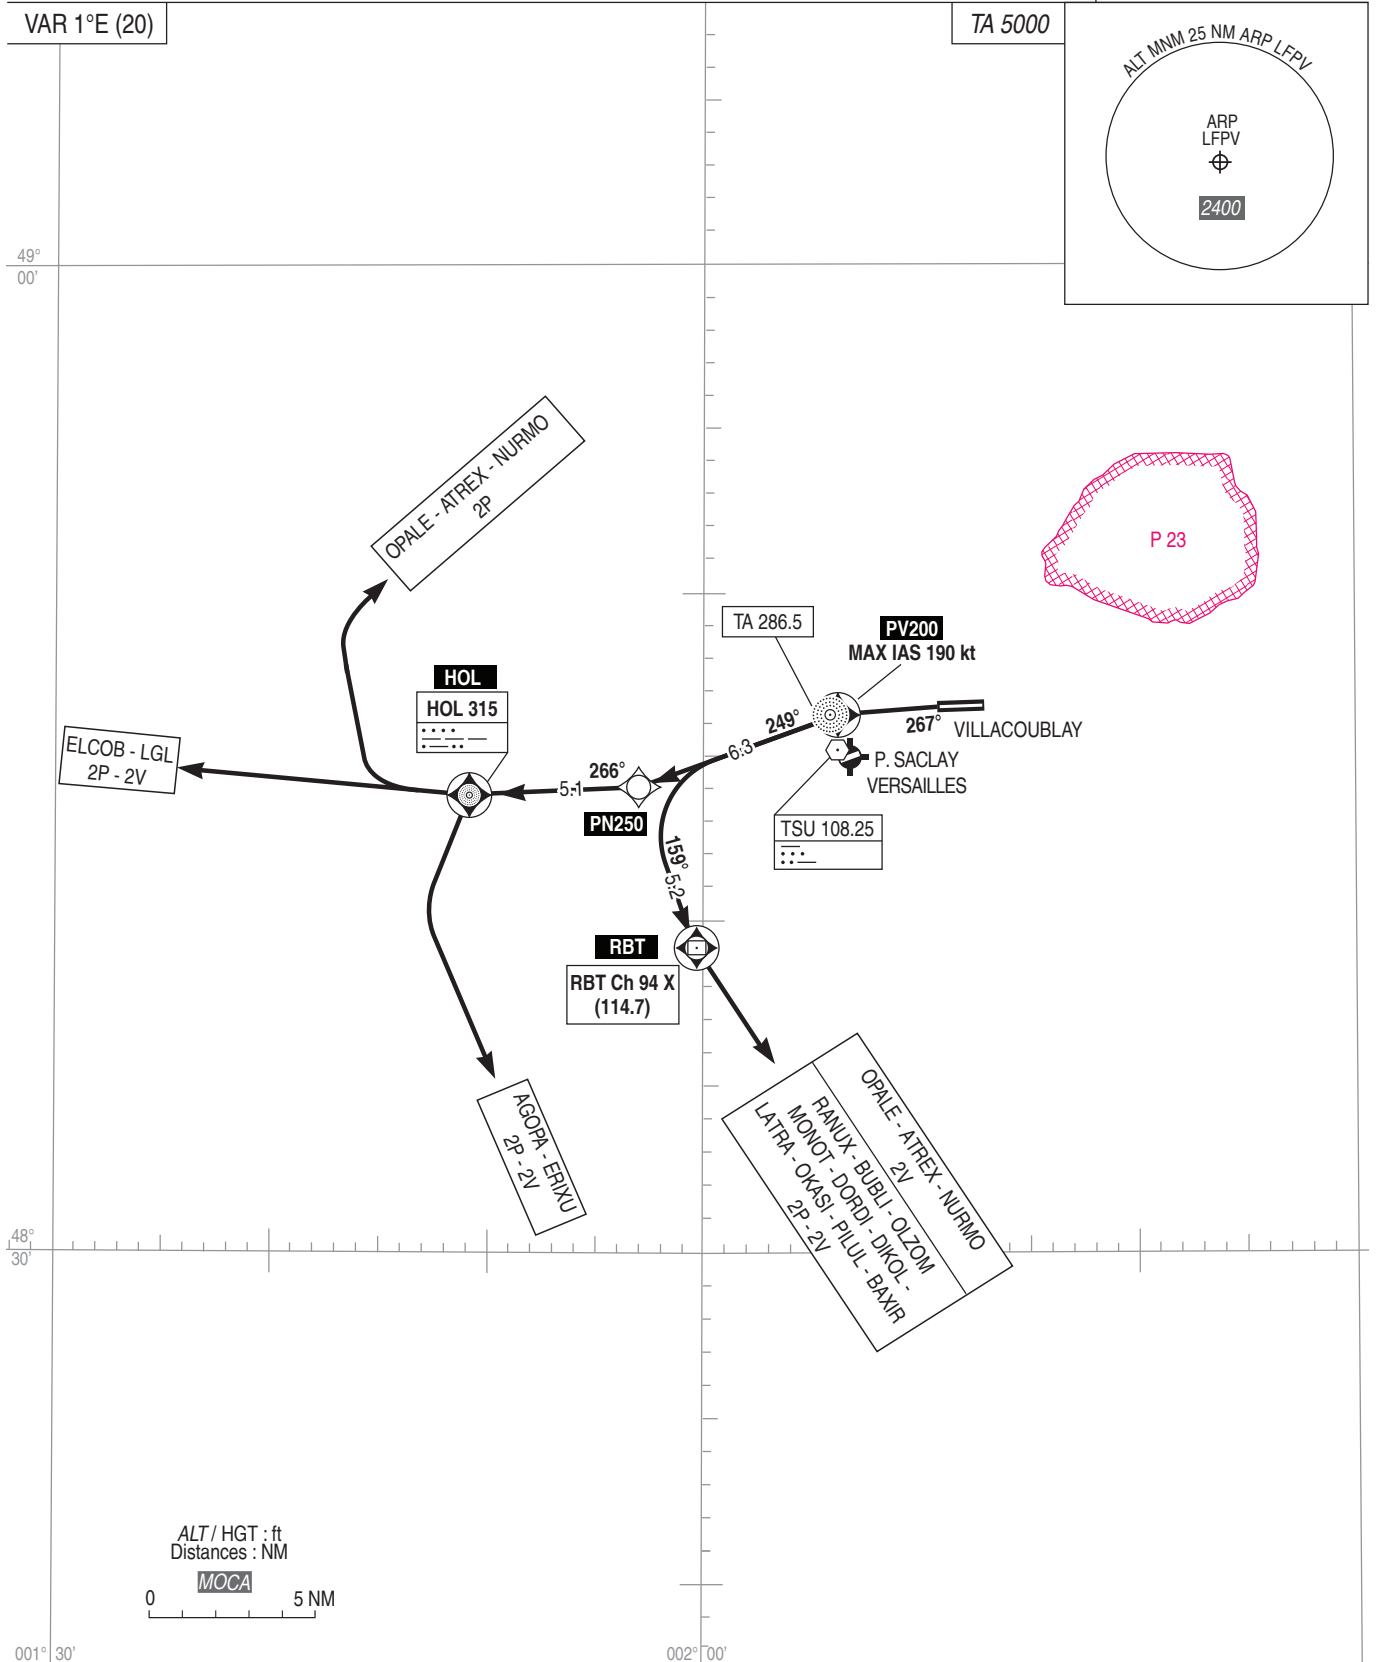 VAR 1°E (20)
TA 5000
ALT MNM 25 NM ARP LFPV
ARP
LFPV
2400
49°
00'
OPALE - ATREX - NURMO
2P
P 23
TA 286.5
PV200
MAX IAS 190 kt
HOL
HOL 315
249°
267°
VILLACOUBLAY
6.3
ELCOB - LGL
2P - 2V
266°
5.1
P. SACLAY
VERSAILLES
PN250
TSU 108.25
159°
5.2
RBT
RBT Ch 94 X
(114.7)
OPALE - ATREX - NURMO
2V
RANUX - BUBLI - OLZOM
MONOT - DORDI - DIKOL -
LATRA - OKASI - PILUL - BAXIR
2P - 2V
AGOPA - ERIXU
2P - 2V
48°
30'
ALT / HGT : ft
Distances : NM
MOCA
0 5 NM
001° 30'
002° 00'